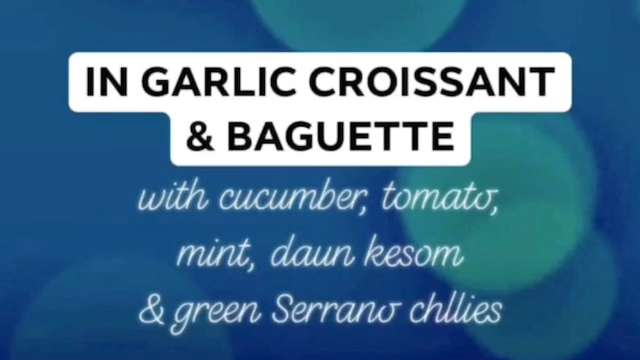 IN GARLIC CROISSANT
& BAGUETTE
with cucumber, tomato,
mint, daun kesom
& green Serrano chllies